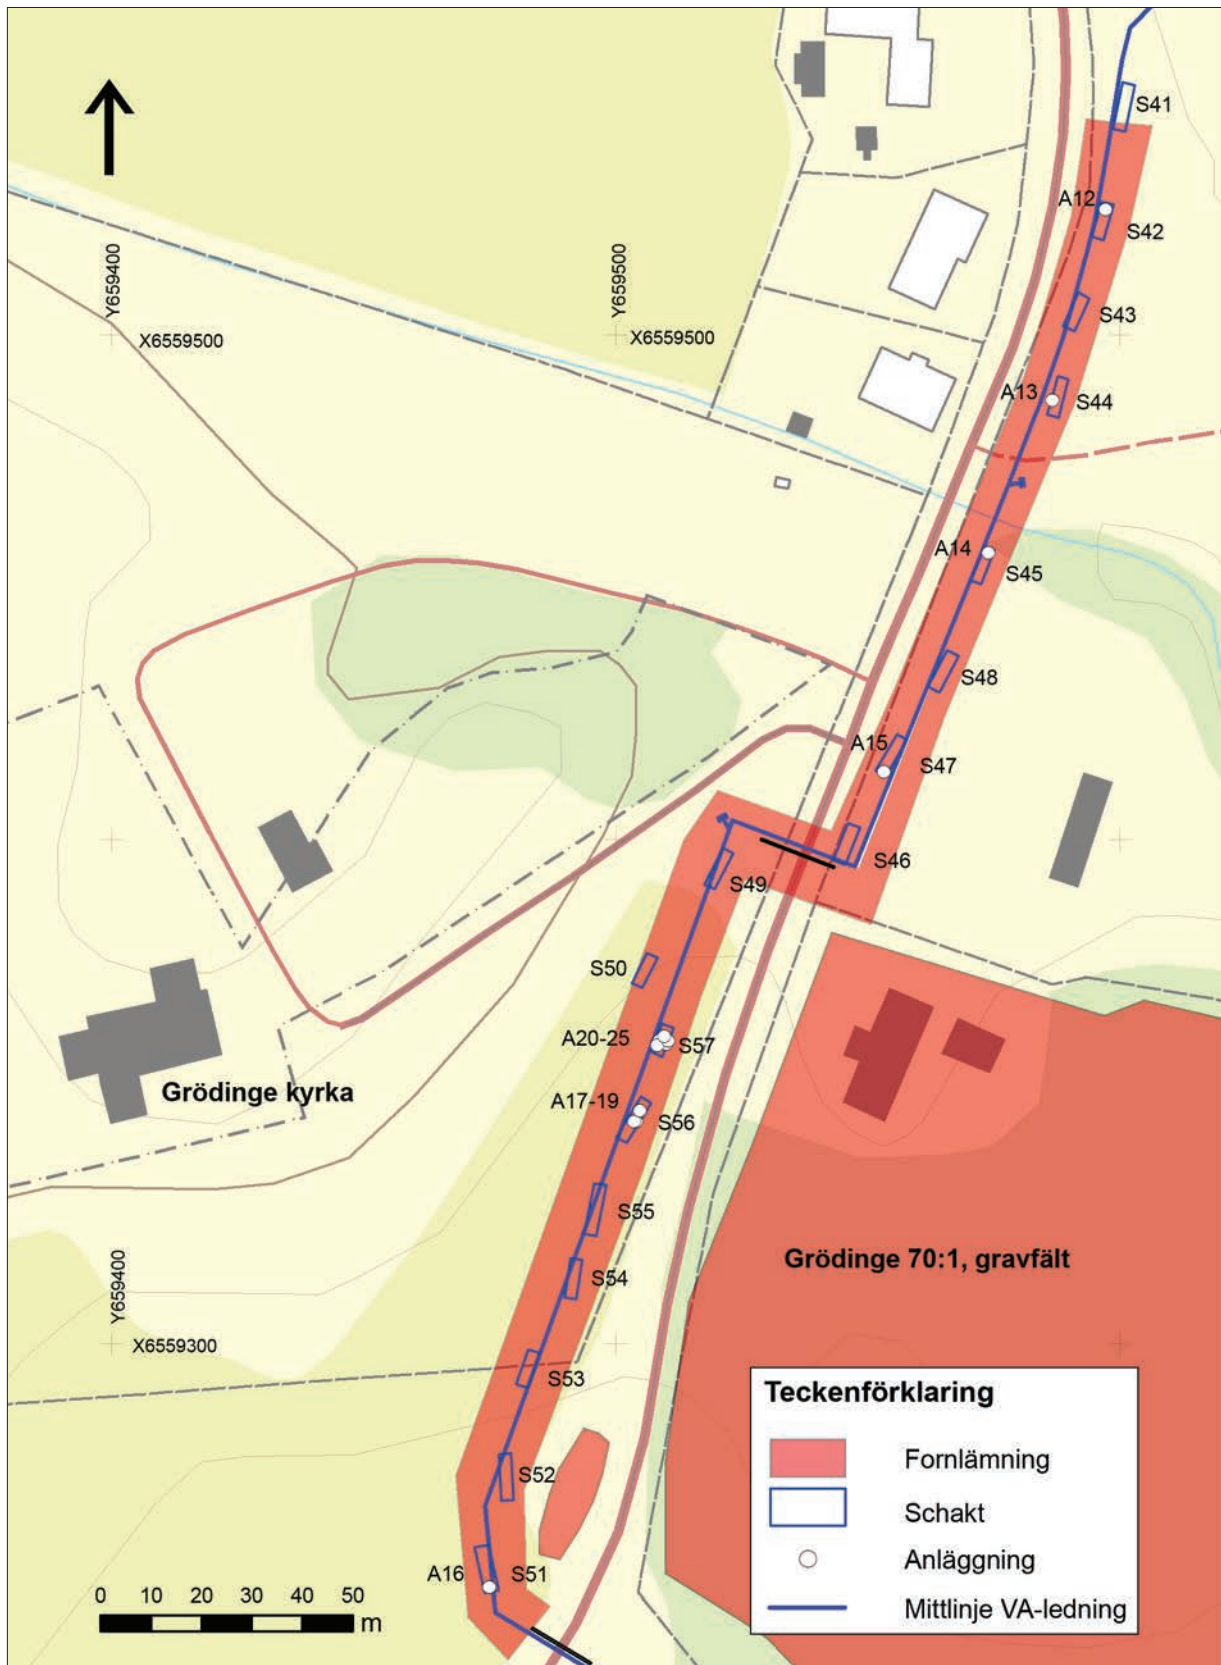 S41
A12
S42
Y659400
Y659500
X6559500
X6559500
S43
A13
S44
A14
S45
S48
A15
S47
S46
S49
S50
A20-25
S57
Grödinge kyrka
A17-19
S56
S55
Grödinge 70:1, gravfält
S54
Y659400
X6559300
S53
S52
A16
S51
0 10 20 30 40 50
m
Teckenförklaring
Fornlämning
Schakt
Anläggning
Mittlinje VA-ledning